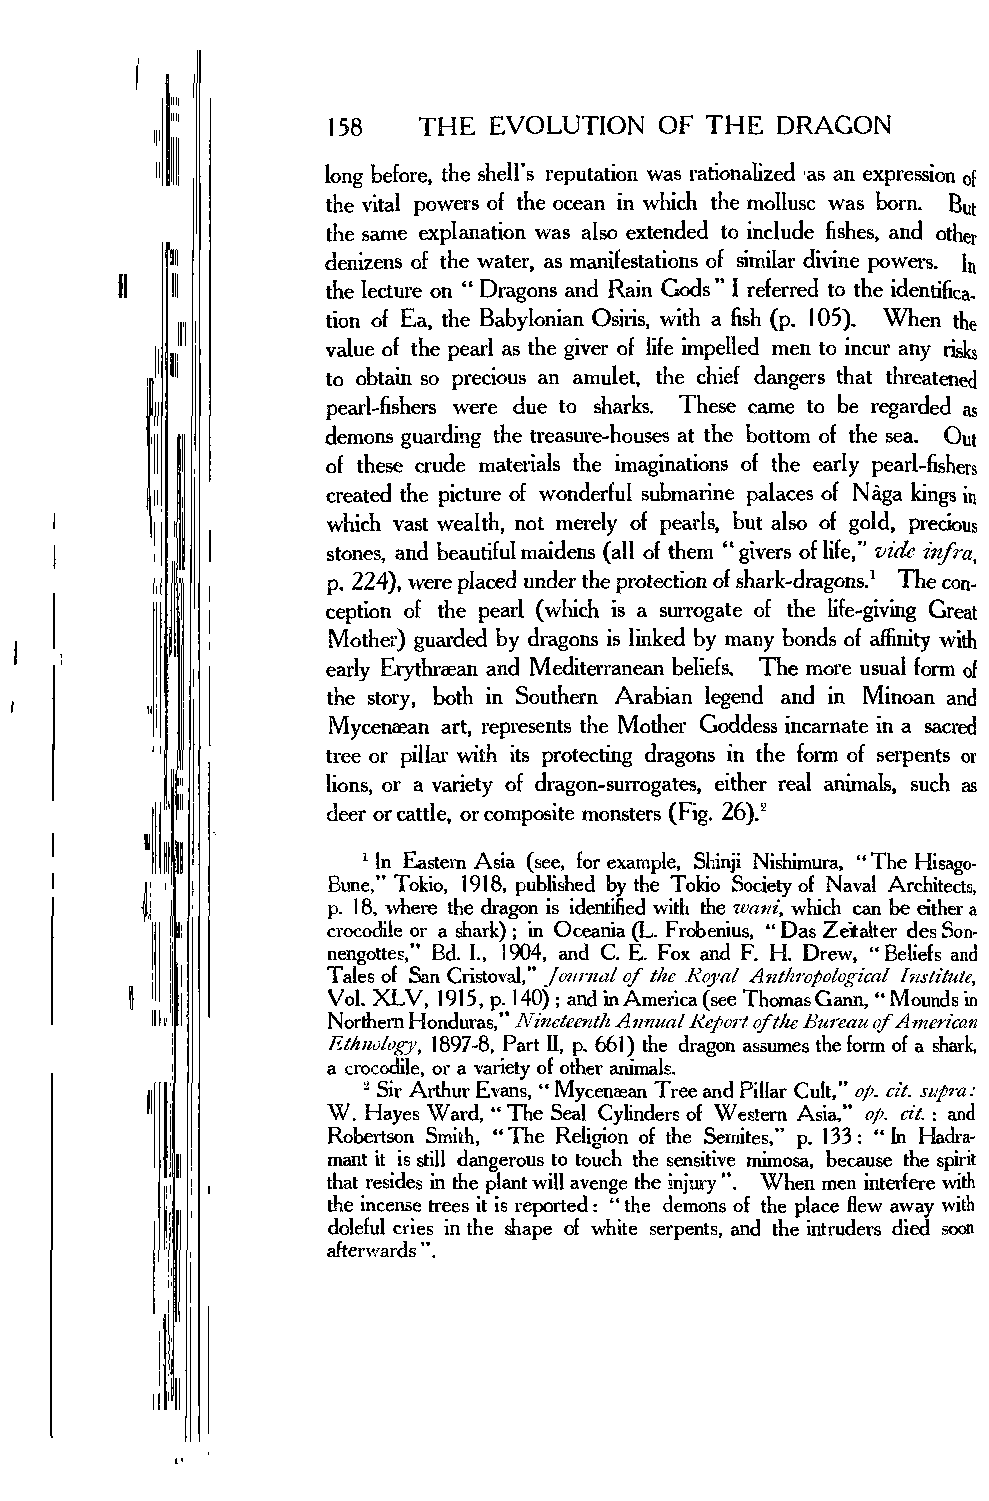 158 THE EVOLUTION OF THE DRAGON
long before, the shell's reputation was rationalized as an expression of
the vital powers of the ocean in which the mollusc was born. But
the same explanation was also extended to include fishes, and other
denizens of the water, as manifestations of similar divine powers. In
the lecture on “Dragons and Rain Gods” I referred to the identifica-
tion of Ea, the Babylonian Osiris, with a fish (p. 105). When the
value of the pearl as the giver of life impelled men to incur any risks
to obtain so precious an amulet, the chief dangers that threatened
pearl-fishers were due to sharks. These came to be regarded as
demons guarding the treasure-houses at the bottom of the sea. Out
of these crude materials the imaginations of the early pearl-fishers
created the picture of wonderful submarine palaces of Nàga kings in
which vast wealth, not merely of pearls, but also of gold, precious
stones, and beautiful maidens (all of them “givers of life,” vide infra,
p. 224), were placed under the protection of shark-dragons.¹ The con-
ception of the pearl (which is a surrogate of the life-giving Great
Mother) guarded by dragons is linked by many bonds of affinity with
early Erythræan and Mediterranean beliefs. The more usual form of
the story, both in Southern Arabian legend and in Minoan and
Mycenæan art, represents the Mother Goddess incarnate in a sacred
tree or pillar with its protecting dragons in the form of serpents or
lions, or a variety of dragon-surrogates, either real animals, such as
deer or cattle, or composite monsters (Fig. 26).²
¹ In Eastern Asia (see, for example, Shinji Nishimura, “The Hisago-
Bune,” Tokio, 1918, published by the Tokio Society of Naval Architects,
p. 18, where the dragon is identified with the wani, which can be either a
crocodile or a shark); in Oceania (L. Frobenius, “Das Zeitalter des Son-
nengottes,” Bd. I., 1904, and C. E. Fox and F. H. Drew, “Beliefs and
Tales of San Cristoval,” Journal of the Royal Anthropological Institute,
Vol. XLV, 1915, p. 140); and in America (see Thomas Gann, “Mounds in
Northern Honduras,” Nineteenth Annual Report of the Bureau of American
Ethnology, 1897-8, Part II, p. 661) the dragon assumes the form of a shark,
a crocodile, or a variety of other animals.
² Sir Arthur Evans, “Mycenæan Tree and Pillar Cult,” op. cit. supra:
W. Hayes Ward, “The Seal Cylinders of Western Asia,” op. cit.: and
Robertson Smith, “The Religion of the Semites,” p. 133: “In Hadra-
mant it is still dangerous to touch the sensitive mimosa, because the spirit
that resides in the plant will avenge the injury”. When men interfere with
the incense trees it is reported: “the demons of the place flew away with
doleful cries in the shape of white serpents, and the intruders died soon
afterwards”.